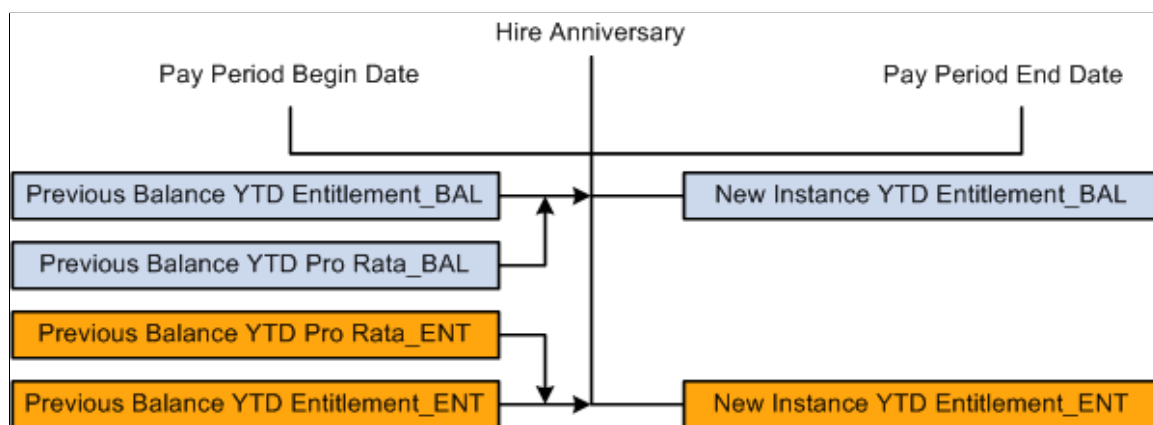 Hire Anniversary
Pay Period Begin Date
Pay Period End Date
Previous Balance YTD Entitlement_BAL
New Instance YTD Entitlement_BAL
Previous Balance YTD Pro Rata_BAL
Previous Balance YTD Pro Rata_ENT
Previous Balance YTD Entitlement_ENT
New Instance YTD Entitlement_ENT